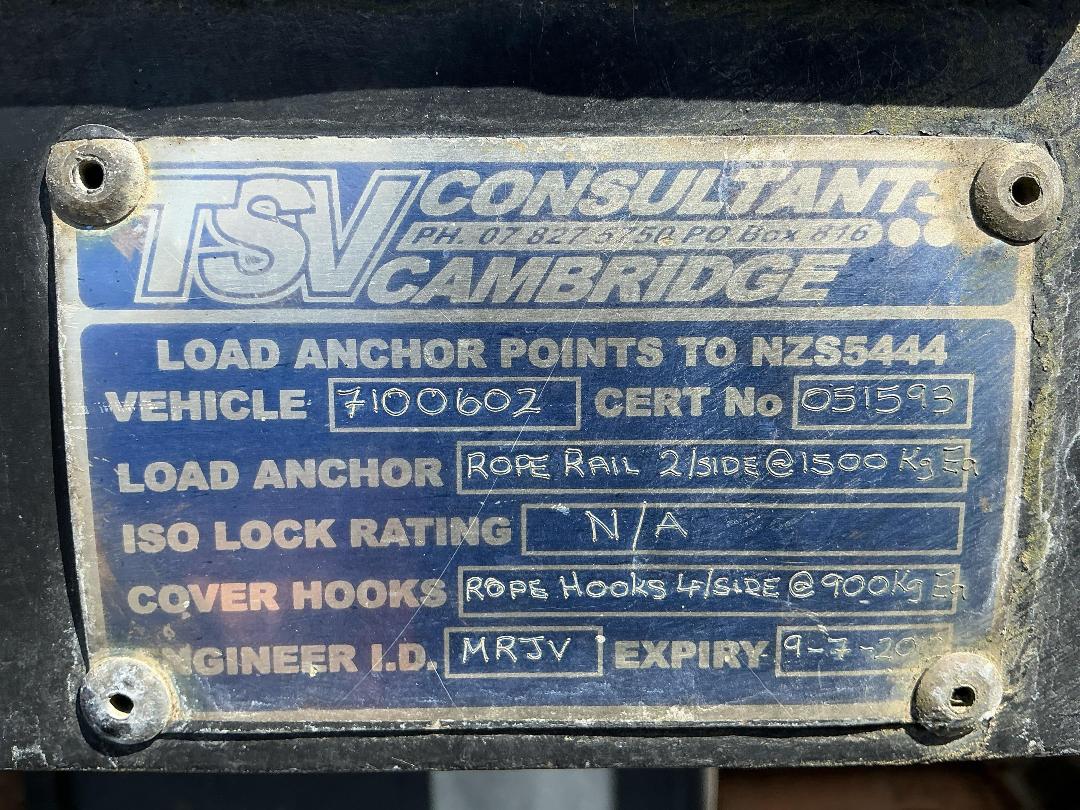 TSV CONSULTANTS
PH. 07 827 5750 PO Box 816
CAMBRIDGE
LOAD ANCHOR POINTS TO NZS5444
VEHICLE 7100602 CERT No 051593
LOAD ANCHOR ROPE RAIL 2/SIDE @ 1500 Kg Ea
ISO LOCK RATING N/A
COVER HOOKS ROPE HOOKS 4/SIDE @ 900Kg Ea
ENGINEER I.D. MRJV EXPIRY